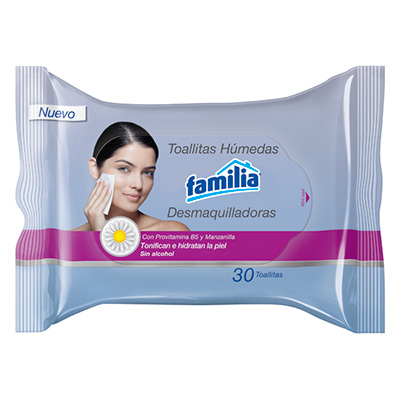 Nuevo
Toallitas Húmedas
familia
Desmaquilladoras
Con Provitamina B5 y Manzanilla
Tonifican e hidratan la piel
Sin alcohol
30 Toallitas